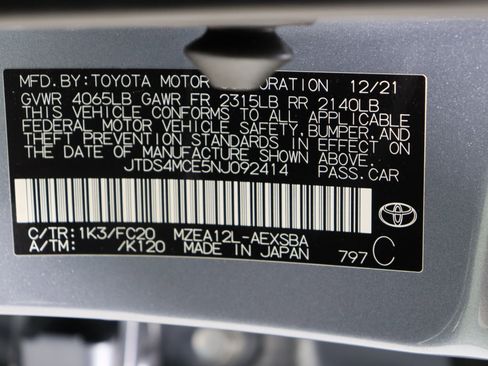 MFD.BY:TOYOTA MOTOR CORPORATION 12/21
GVWR 4065LB GAWR FR 2315LB RR 2140LB
THIS VEHICLE CONFORMS TO ALL APPLICABLE
FEDERAL MOTOR VEHICLE SAFETY,BUMPER,AND
THEFT PREVENTION STANDARDS IN EFFECT ON
THE DATE OF MANUFACTURE SHOWN ABOVE.
JTDS4MCE5NJ092414 PASS.CAR
C/TR:1K3/FC20 MZEA12L-AEXSBA
A/TM: /K120 MADE IN JAPAN 797 C